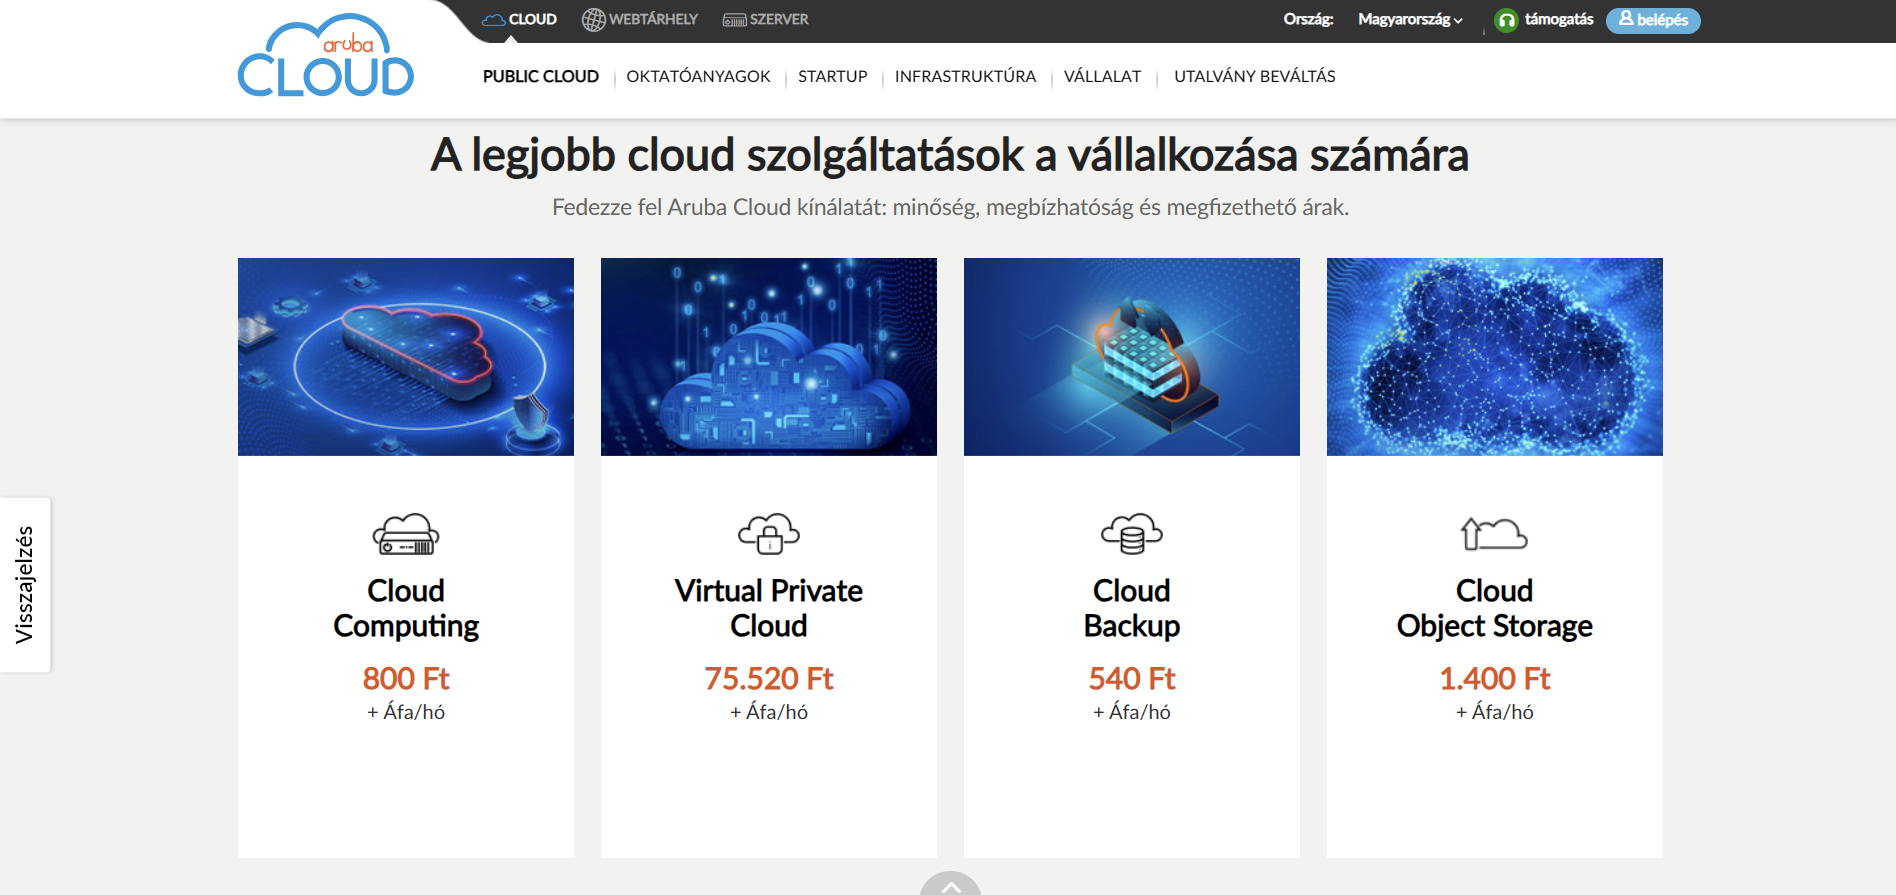 aruba
CLOUD
CLOUD
WEBTÁRHELY
SZERVER
Ország:
Magyarország
támogatás
belépés
PUBLIC CLOUD
OKTATÓANYAGOK
STARTUP
INFRASTRUKTÚRA
VÁLLALAT
UTALVÁNY BEVÁLTÁS
A legjobb cloud szolgáltatások a vállalkozása számára
Fedezze fel Aruba Cloud kínálatát: minőség, megbízhatóság és megfizethető árak.
Visszajelzés
Cloud
Computing
800 Ft
+ Áfa/hó
Virtual Private
Cloud
75.520 Ft
+ Áfa/hó
Cloud
Backup
540 Ft
+ Áfa/hó
Cloud
Object Storage
1.400 Ft
+ Áfa/hó